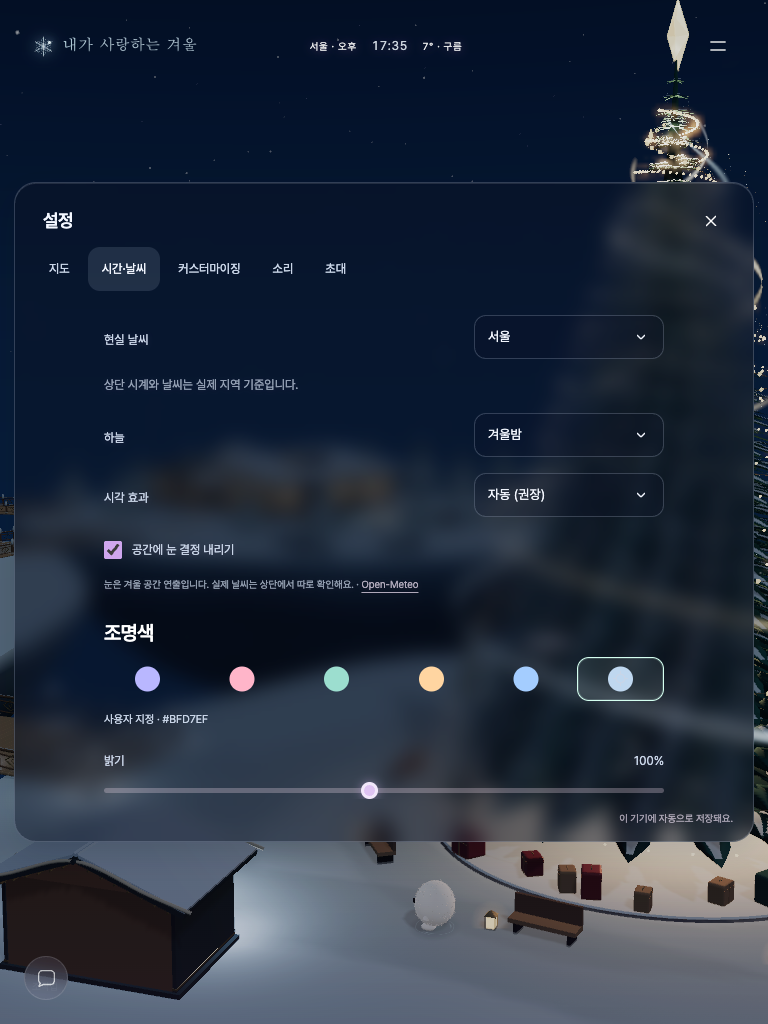 내가 사랑하는 겨울
서울 · 오후 17:35 7° · 구름
설정
지도 시간·날씨 커스터마이징 소리 초대
현실 날씨 서울
상단 시계와 날씨는 실제 지역 기준입니다.
하늘 겨울밤
시각 효과 자동 (권장)
공간에 눈 결정 내리기
눈은 겨울 공간 연출입니다. 실제 날씨는 상단에서 따로 확인해요. · Open-Meteo
조명색
사용자 지정 · #BFD7EF
밝기 100%
이 기기에 자동으로 저장돼요.